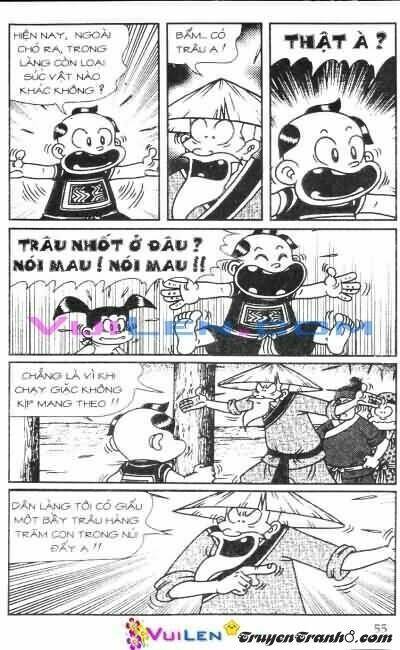 HIỆN NAY, NGOÀI
CHÓ RA, TRONG
LÀNG CÒN LOẠI
SÚC VẬT NÀO
KHÁC KHÔNG ?
BẨM... CÓ
TRÂU Ạ !
THẬT À ?
TRÂU NHỐT Ở ĐÂU ?
NÓI MAU ! NÓI MAU !!
VUILEN.COM
CHẲNG LÀ VÌ KHI
CHẠY GIẶC KHÔNG
KỊP MANG THEO !!
DÂN LÀNG TÔI CÓ GIẤU
MỘT BẦY TRÂU HÀNG
TRĂM CON TRONG NÚI
ĐẤY Ạ !!
55
VUILEN
TruyenTranh8.com